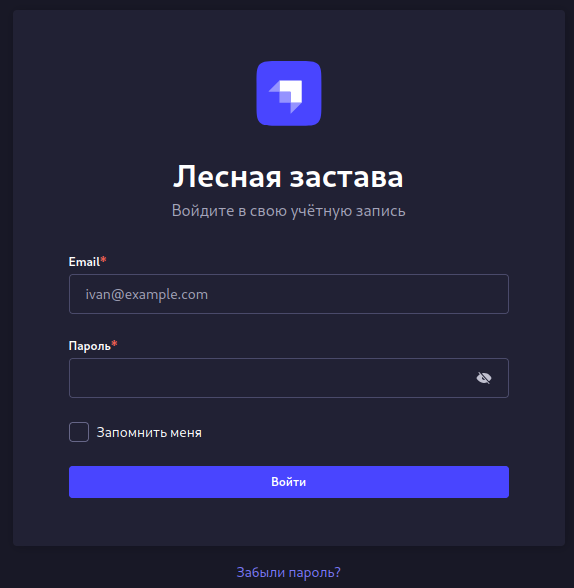 Лесная застава
Войдите в свою учётную запись
Email*
ivan@example.com
Пароль*
Запомнить меня
Войти
Забыли пароль?